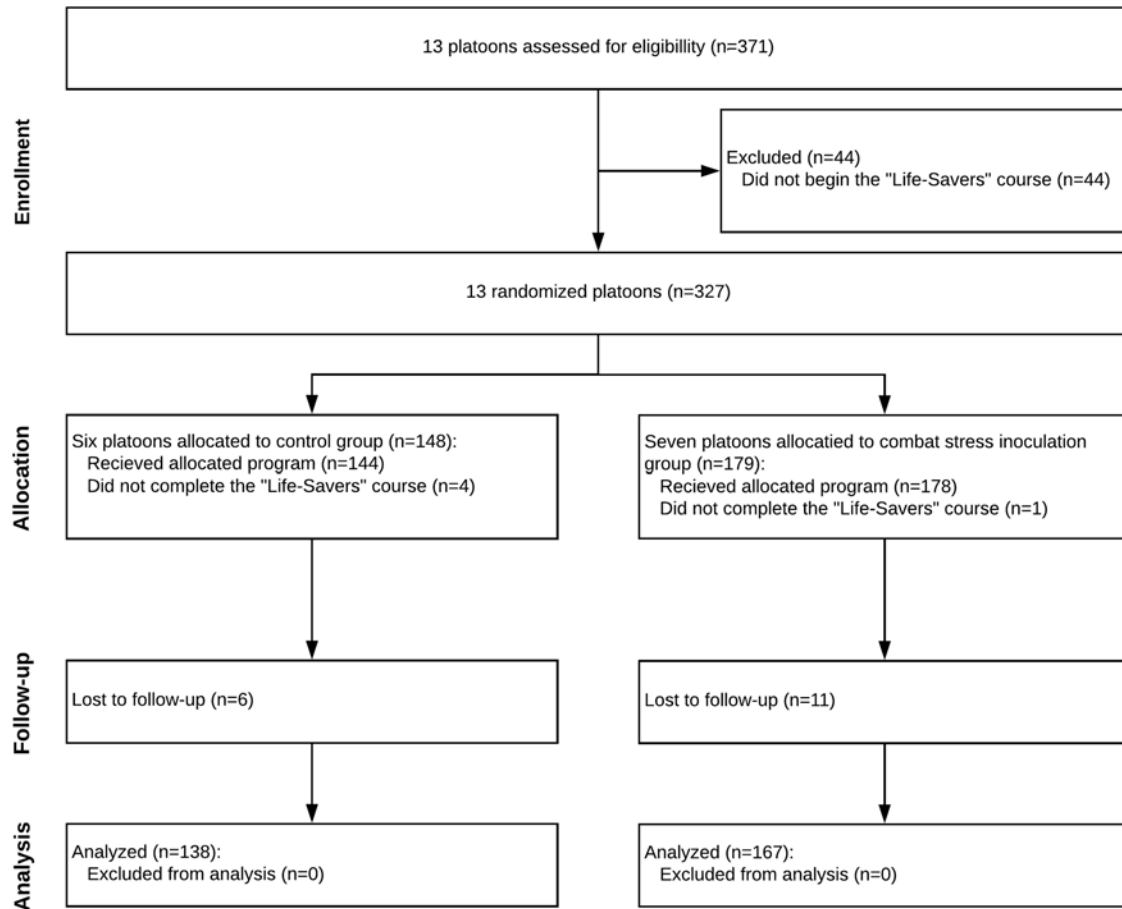 13 platoons assessed for eligibillity (n=371)
Enrollment
Excluded (n=44)
Did not begin the "Life-Savers" course (n=44)
13 randomized platoons (n=327)
Allocation
Six platoons allocated to control group (n=148):
Recieved allocated program (n=144)
Did not complete the "Life-Savers" course (n=4)
Seven platoons allocatied to combat stress inoculation
group (n=179):
Recieved allocated program (n=178)
Did not complete the "Life-Savers" course (n=1)
Follow-up
Lost to follow-up (n=6)
Lost to follow-up (n=11)
Analysis
Analyzed (n=138):
Excluded from analysis (n=0)
Analyzed (n=167):
Excluded from analysis (n=0)